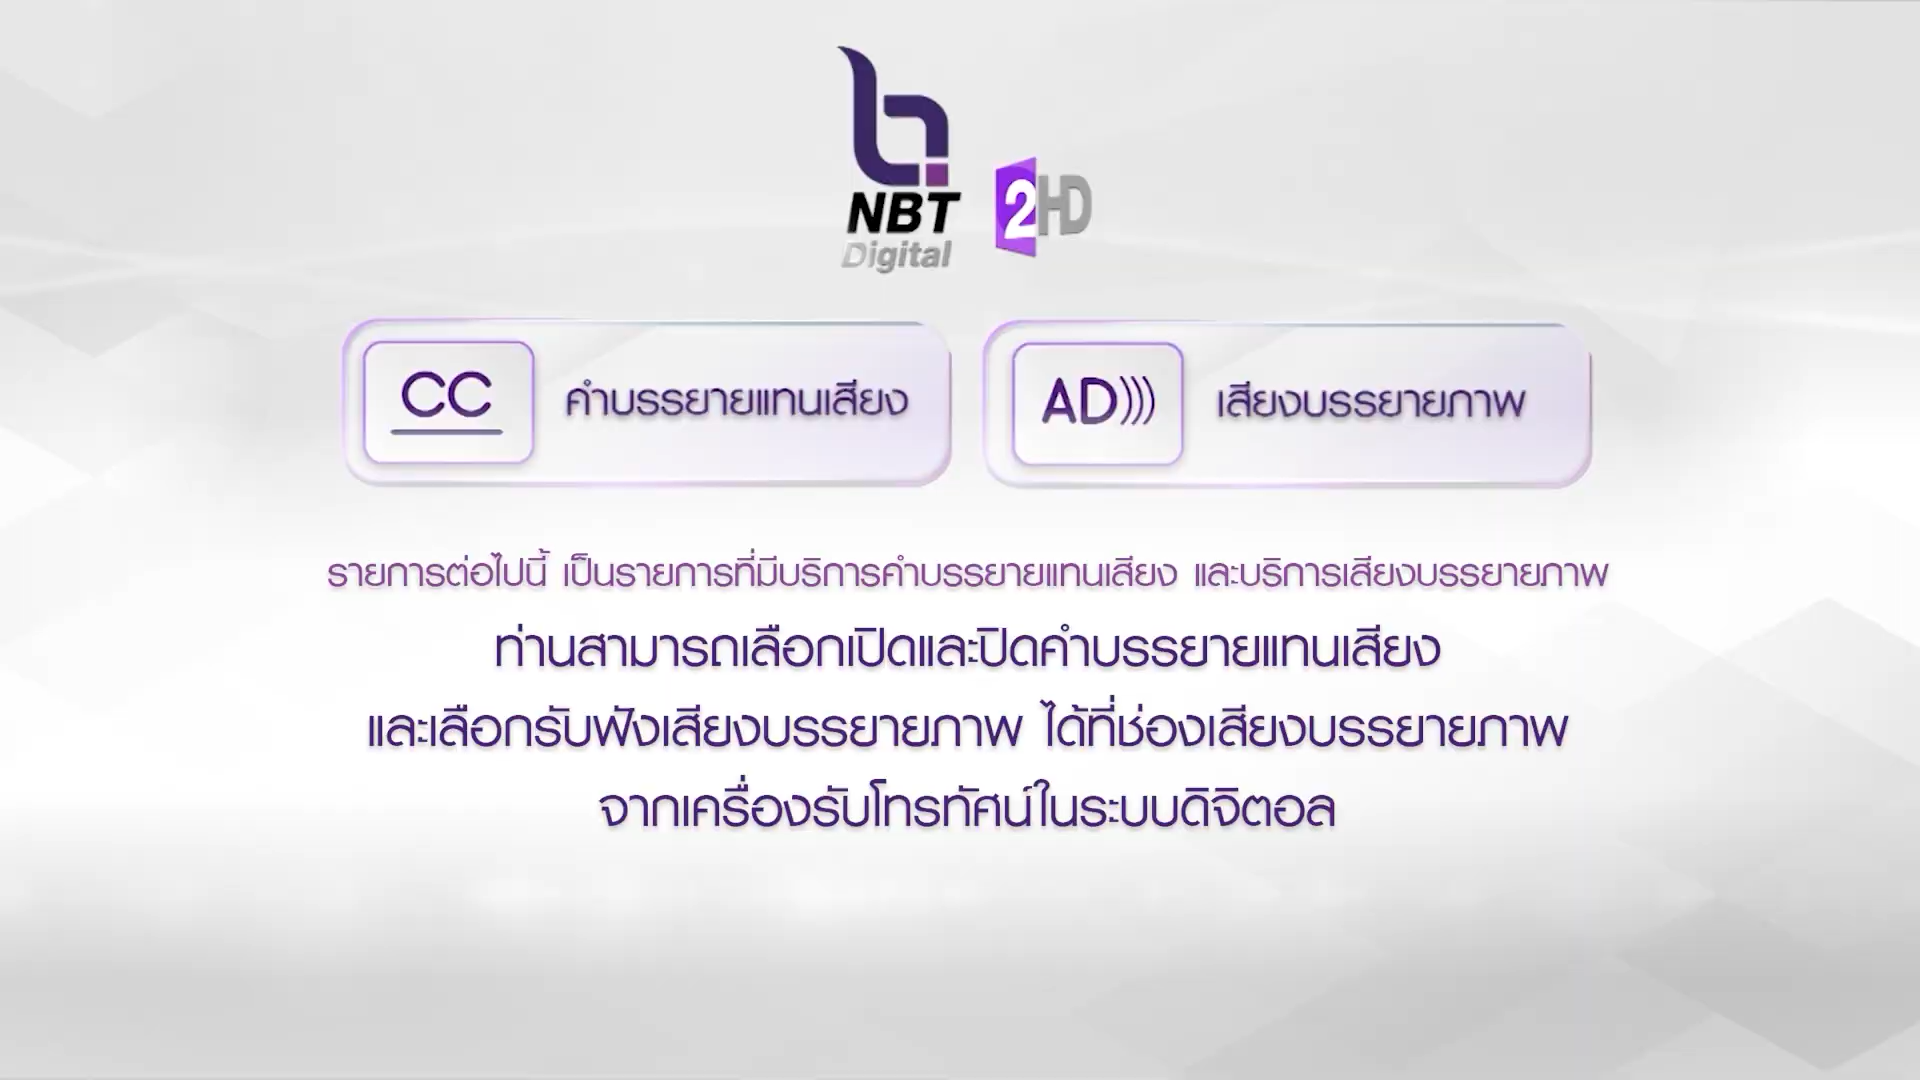 NBT
Digital
2HD
CC คำบรรยายแทนเสียง
AD))) เสียงบรรยายภาพ
รายการต่อไปนี้ เป็นรายการที่มีบริการคำบรรยายแทนเสียง และบริการเสียงบรรยายภาพ
ท่านสามารถเลือกเปิดและปิดคำบรรยายแทนเสียง
และเลือกรับฟังเสียงบรรยายภาพ ได้ที่ช่องเสียงบรรยายภาพ
จากเครื่องรับโทรทัศน์ในระบบดิจิตอล